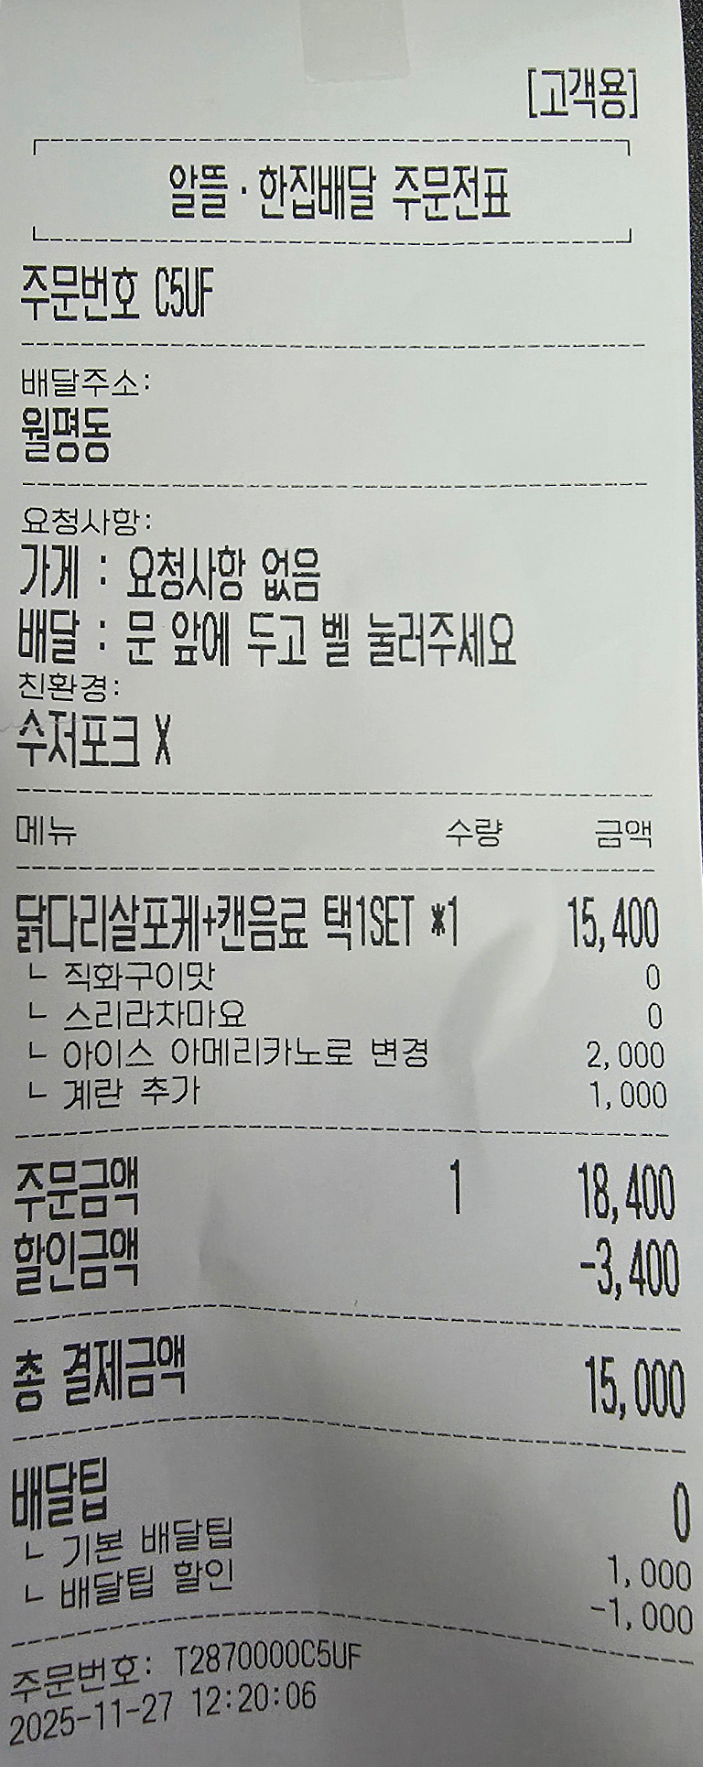 [고객용]
알뜰·한집배달 주문전표
주문번호 C5UF
배달주소:
월평동
요청사항:
가게 : 요청사항 없음
배달 : 문 앞에 두고 벨 눌러주세요
친환경:
수저포크 X
메뉴 수량 금액
닭다리살포케+캔음료 택1SET *1 15,400
ㄴ 직화구이맛 0
ㄴ 스리라차마요 0
ㄴ 아이스 아메리카노로 변경 2,000
ㄴ 계란 추가 1,000
주문금액 1 18,400
할인금액 -3,400
총 결제금액 15,000
배달팁 0
ㄴ 기본 배달팁 1,000
ㄴ 배달팁 할인 -1,000
주문번호: T2870000C5UF
2025-11-27 12:20:06